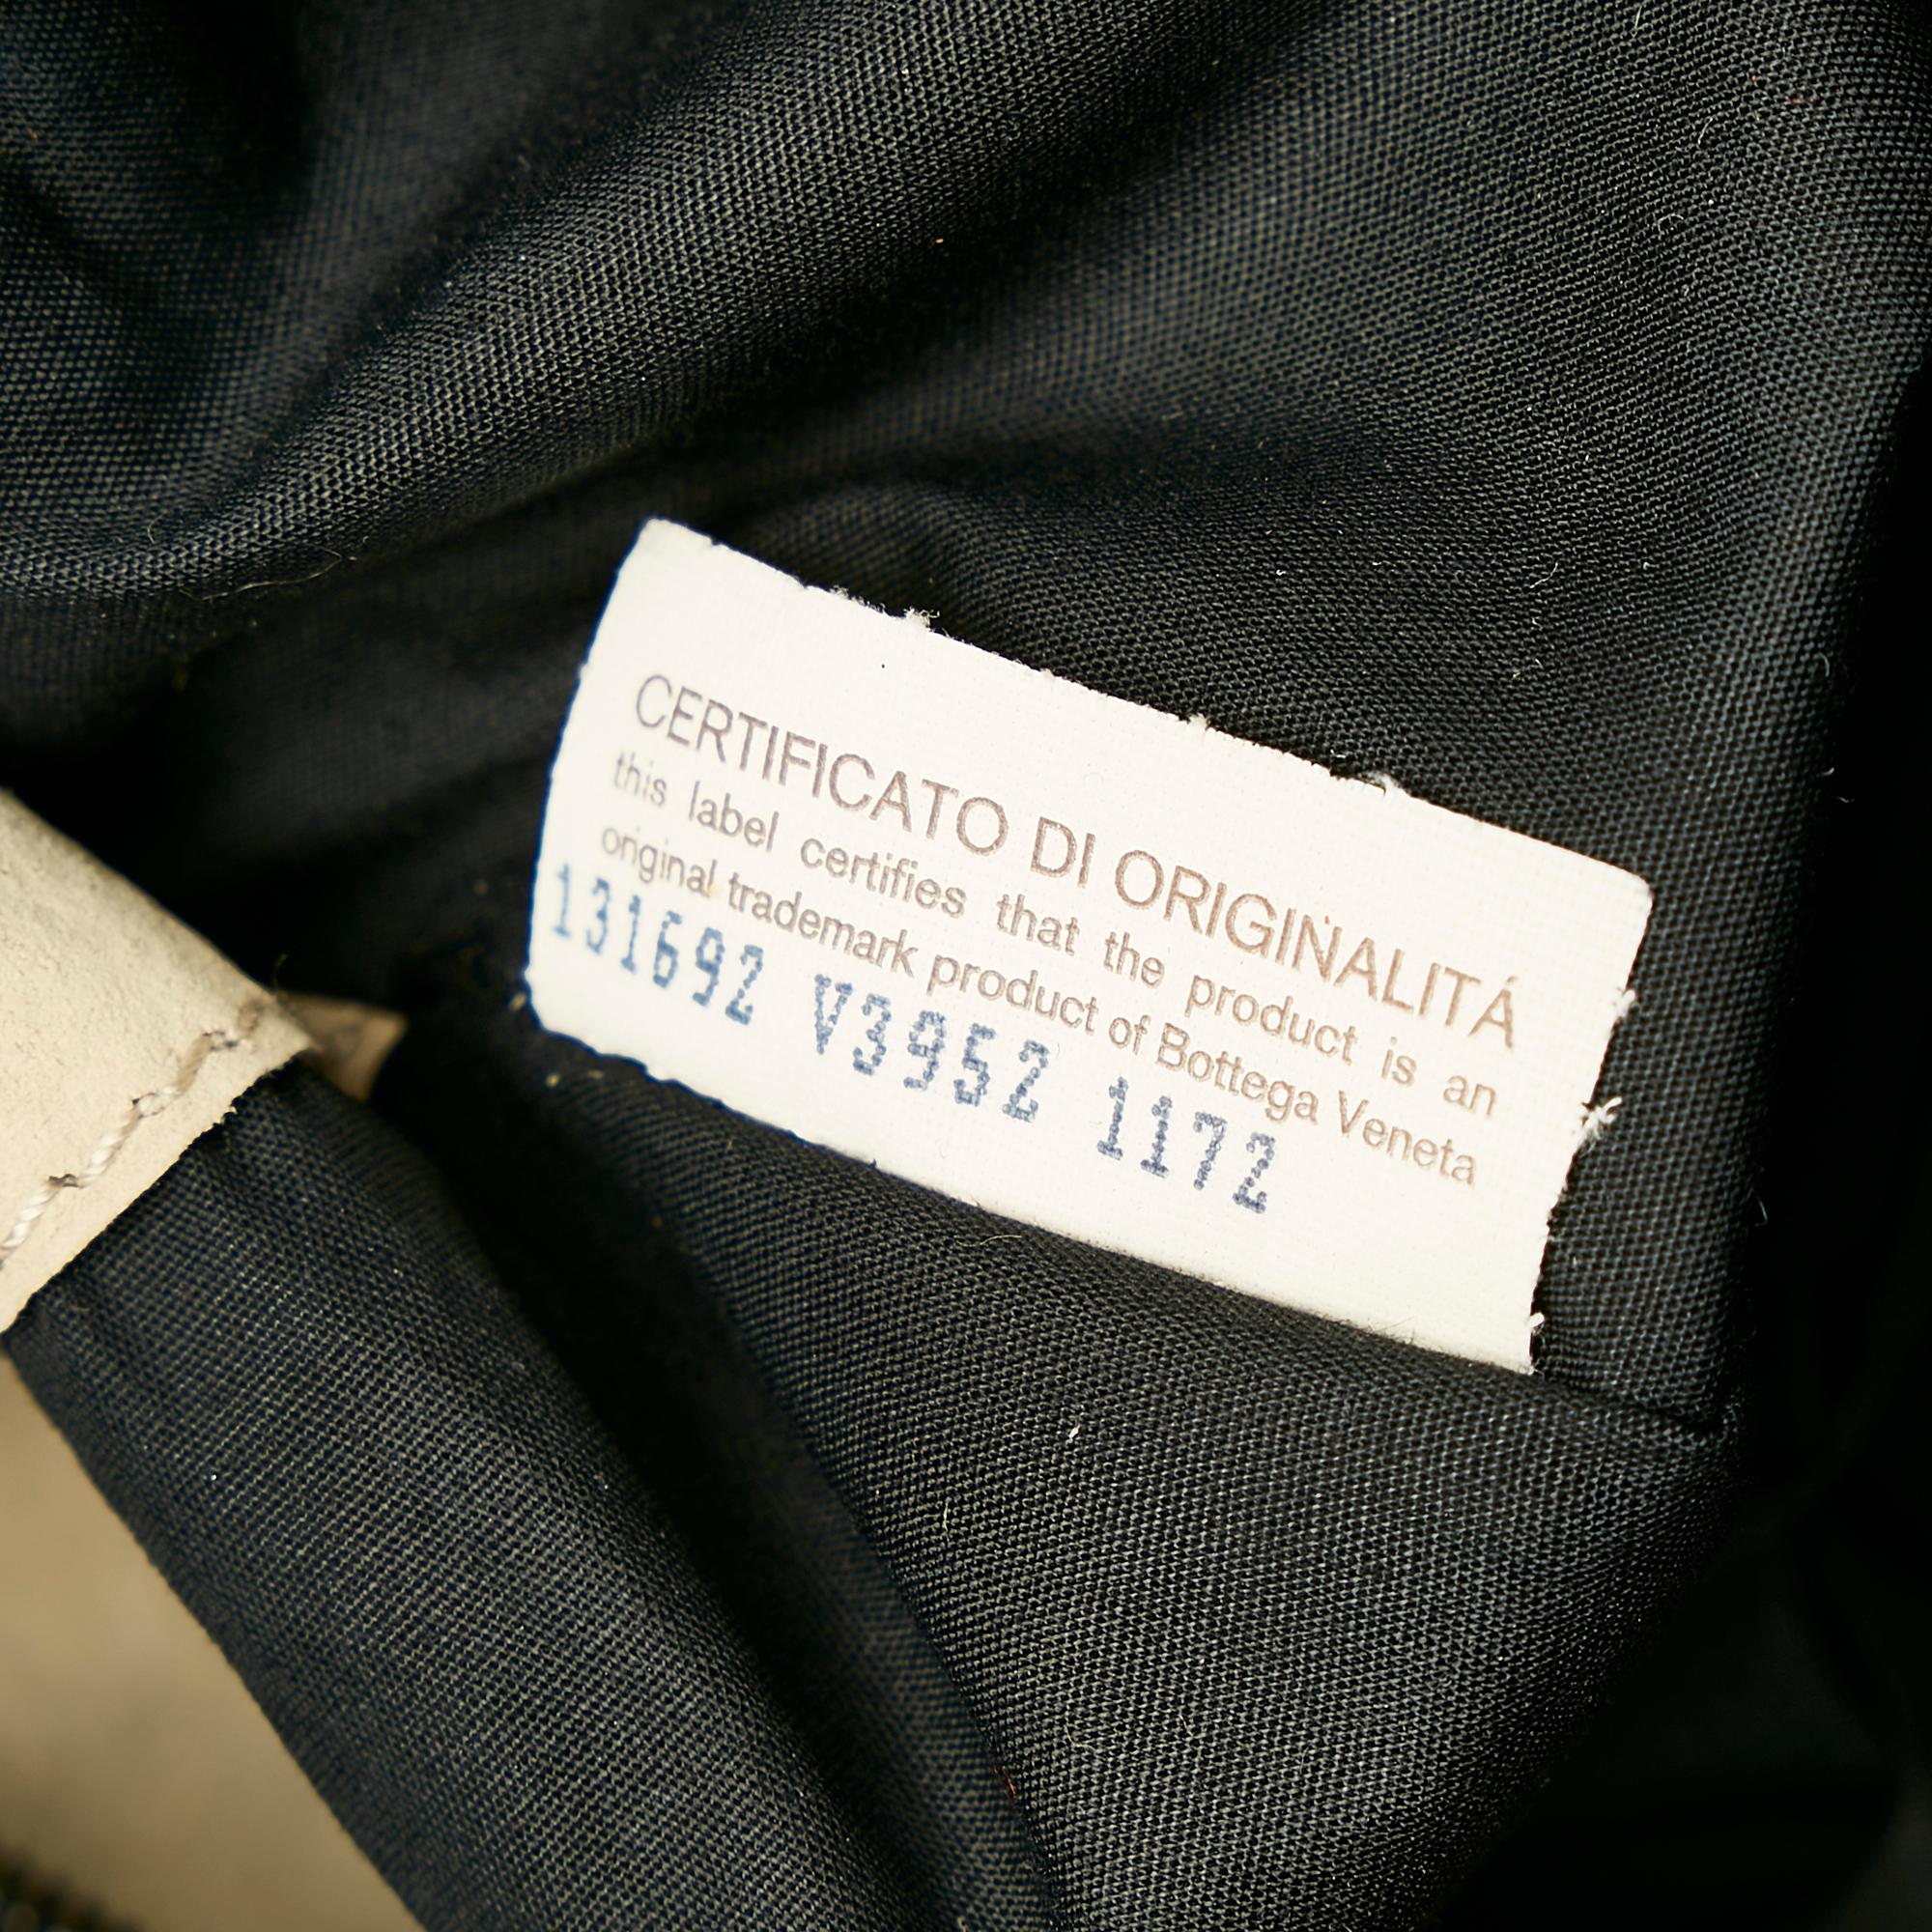 CERTIFICATO DI ORIGINALITÁ
this label certifies that the product is an
original trademark product of Bottega Veneta
131692 V3952 1172